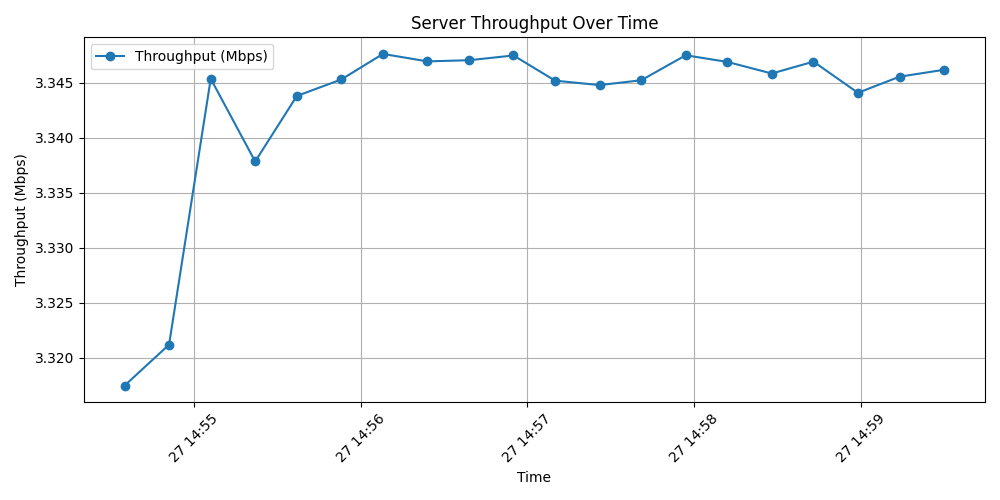 Server Throughput Over Time
Throughput (Mbps)
Throughput (Mbps)
3.345
3.340
3.335
3.330
3.325
3.320
27 14:55
27 14:56
27 14:57
27 14:58
27 14:59
Time